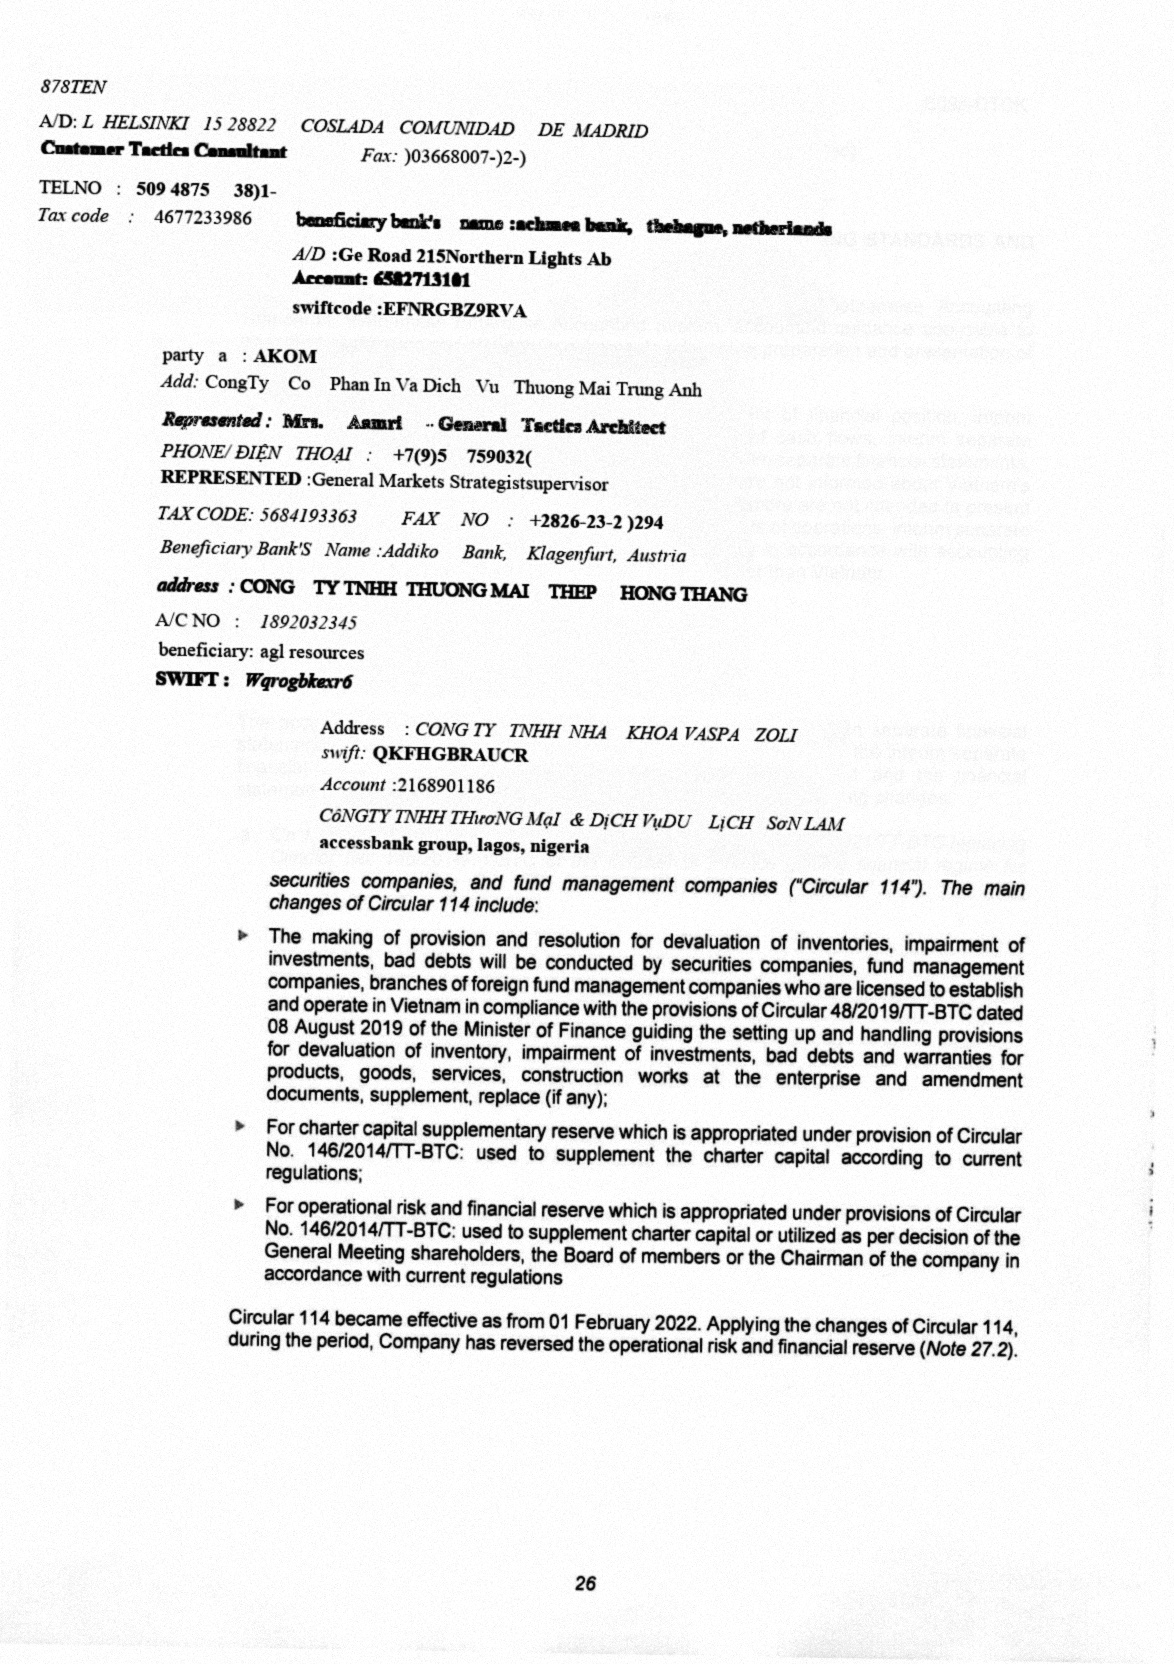 878TEN
A/D: L HELSINKI 15 28822 COSLADA COMUNIDAD DE MADRID
Customer Tactics Consultant Fax: )03668007-)2-)
TELNO : 509 4875 38)1-
Tax code : 4677233986
beneficiary bank's name :achmea bank, thehague, netherlands
A/D :Ge Road 215Northern Lights Ab
Account: 6582713101
swiftcode :EFNRGBZ9RVA
party a : AKOM
Add: CongTy Co Phan In Va Dich Vu Thuong Mai Trung Anh
Represented : Mrs. Aamri -- General Tactics Architect
PHONE/ ĐIỆN THOẠI : +7(9)5 759032(
REPRESENTED :General Markets Strategistsupervisor
TAX CODE: 5684193363 FAX NO : +2826-23-2 )294
Beneficiary Bank'S Name :Addiko Bank, Klagenfurt, Austria
address : CONG TY TNHH THUONG MAI THEP HONG THANG
A/C NO : 1892032345
beneficiary: agl resources
SWIFT : Wqrogbkexr6
Address : CONG TY TNHH NHA KHOA VASPA ZOLI
swift: QKFHGBRAUCR
Account :2168901186
CôNGTY TNHH THươNG MạI & DịCH VụDU LịCH SơN LAM
accessbank group, lagos, nigeria
securities companies, and fund management companies ("Circular 114"). The main
changes of Circular 114 include:
► The making of provision and resolution for devaluation of inventories, impairment of
investments, bad debts will be conducted by securities companies, fund management
companies, branches of foreign fund management companies who are licensed to establish
and operate in Vietnam in compliance with the provisions of Circular 48/2019/TT-BTC dated
08 August 2019 of the Minister of Finance guiding the setting up and handling provisions
for devaluation of inventory, impairment of investments, bad debts and warranties for
products, goods, services, construction works at the enterprise and amendment
documents, supplement, replace (if any);
► For charter capital supplementary reserve which is appropriated under provision of Circular
No. 146/2014/TT-BTC: used to supplement the charter capital according to current
regulations;
► For operational risk and financial reserve which is appropriated under provisions of Circular
No. 146/2014/TT-BTC: used to supplement charter capital or utilized as per decision of the
General Meeting shareholders, the Board of members or the Chairman of the company in
accordance with current regulations
Circular 114 became effective as from 01 February 2022. Applying the changes of Circular 114,
during the period, Company has reversed the operational risk and financial reserve (Note 27.2).
26